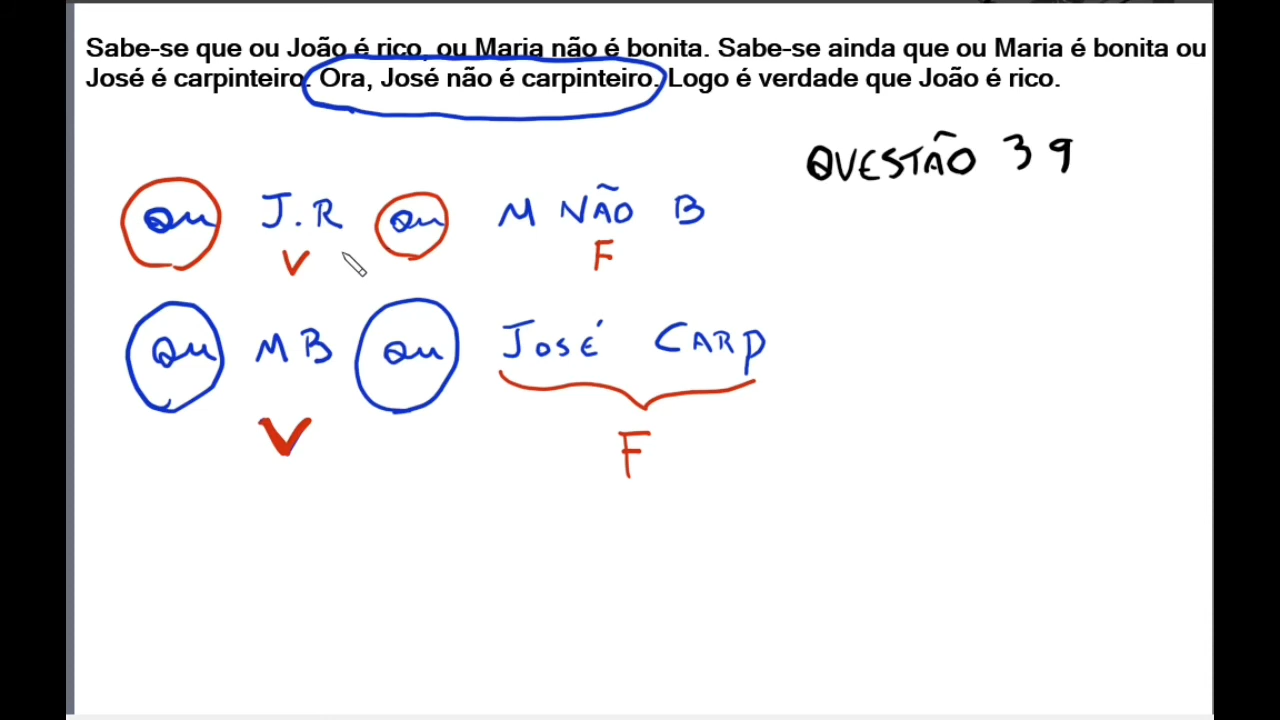 Sabe-se que ou João é rico, ou Maria não é bonita. Sabe-se ainda que ou Maria é bonita ou
José é carpinteiro. Ora, José não é carpinteiro. Logo é verdade que João é rico.
QUESTÃO 39
OU J.R OU M NÃO B
V F
OU M B OU JOSÉ CARP
V F